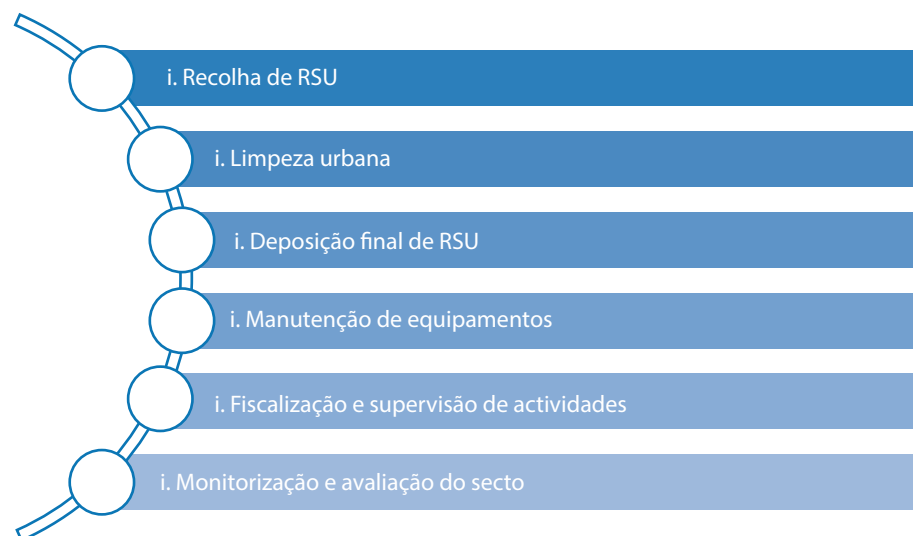 i. Recolha de RSU
i. Limpeza urbana
i. Deposição final de RSU
i. Manutenção de equipamentos
i. Fiscalização e supervisão de actividades
i. Monitorização e avaliação do secto